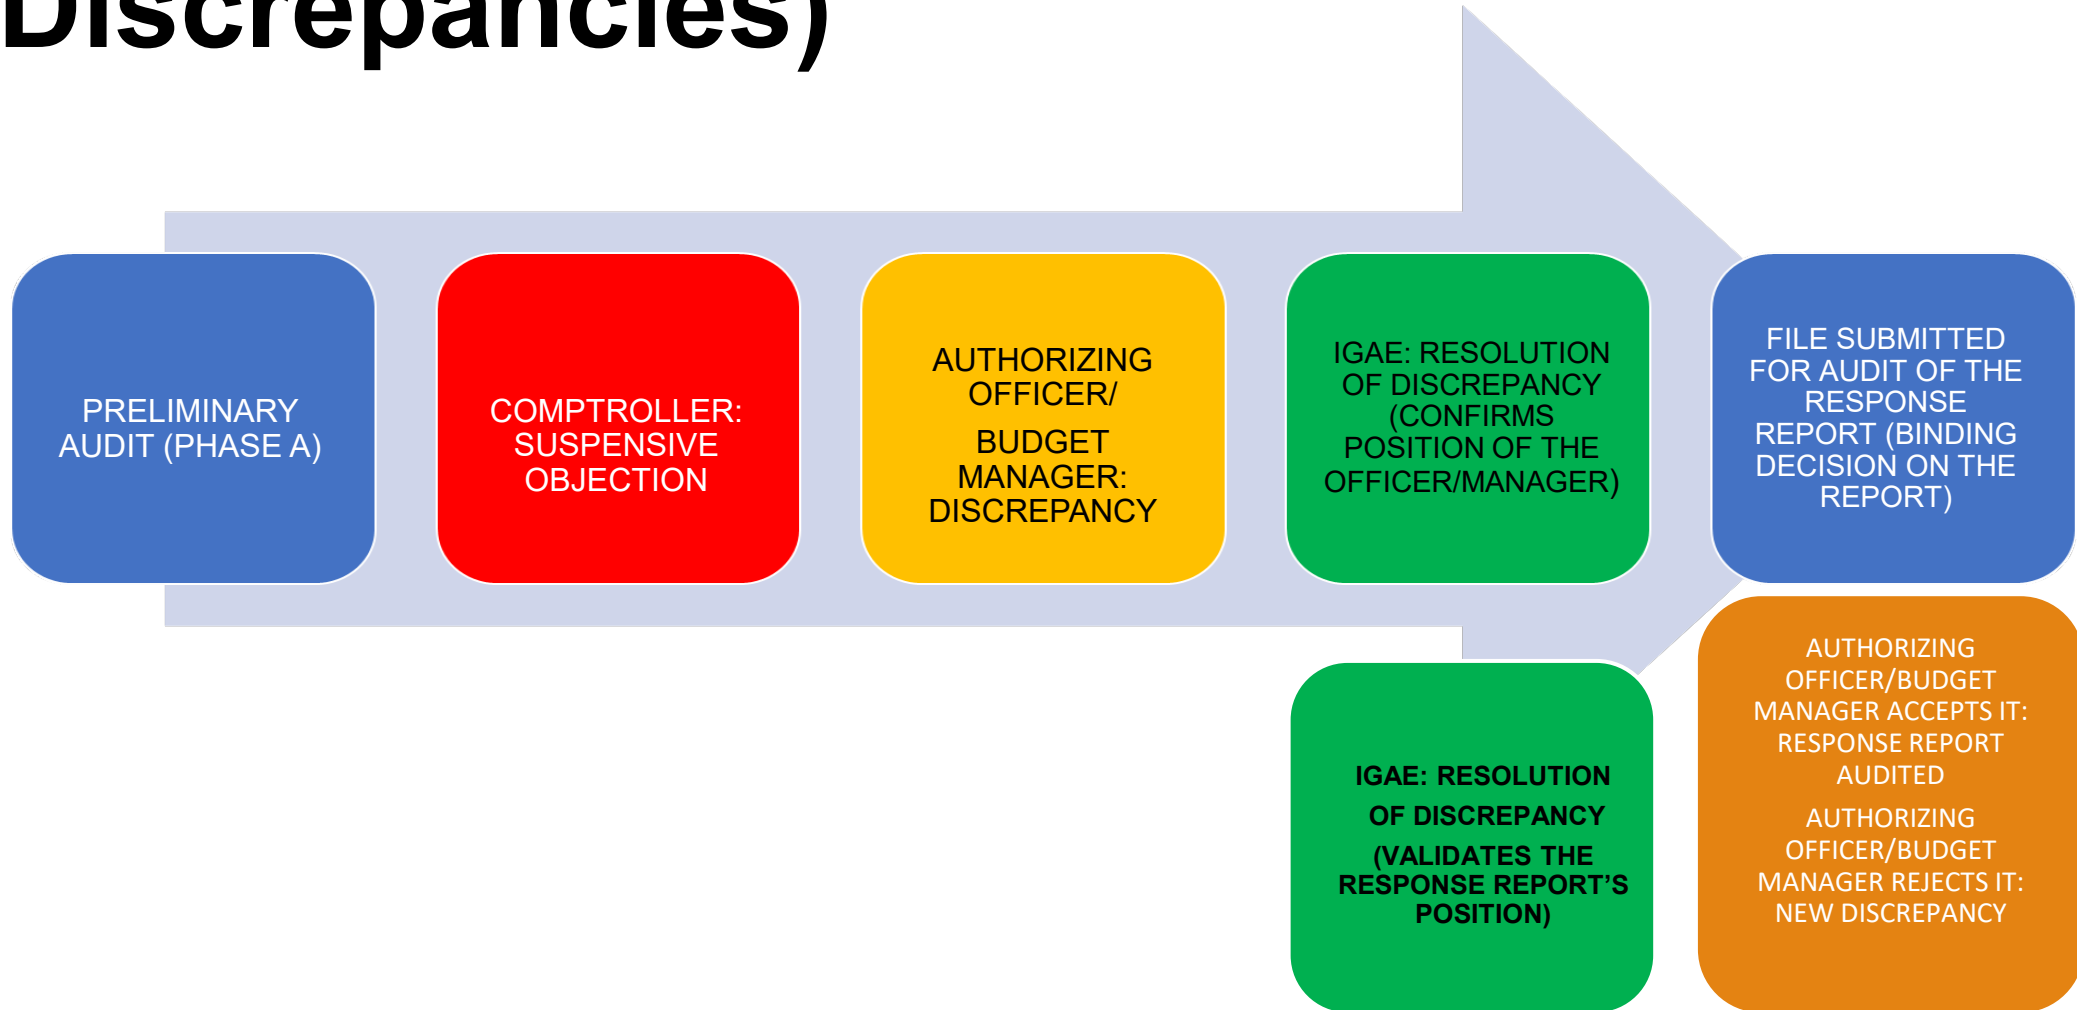 Discrepancies)
PRELIMINARY
AUDIT (PHASE A)
COMPTROLLER:
SUSPENSIVE
OBJECTION
AUTHORIZING
OFFICER/
BUDGET
MANAGER:
DISCREPANCY
IGAE: RESOLUTION
OF DISCREPANCY
(CONFIRMS
POSITION OF THE
OFFICER/MANAGER)
FILE SUBMITTED
FOR AUDIT OF THE
RESPONSE
REPORT (BINDING
DECISION ON THE
REPORT)
IGAE: RESOLUTION
OF DISCREPANCY
(VALIDATES THE
RESPONSE REPORT’S
POSITION)
AUTHORIZING
OFFICER/BUDGET
MANAGER ACCEPTS IT:
RESPONSE REPORT
AUDITED
AUTHORIZING
OFFICER/BUDGET
MANAGER REJECTS IT:
NEW DISCREPANCY